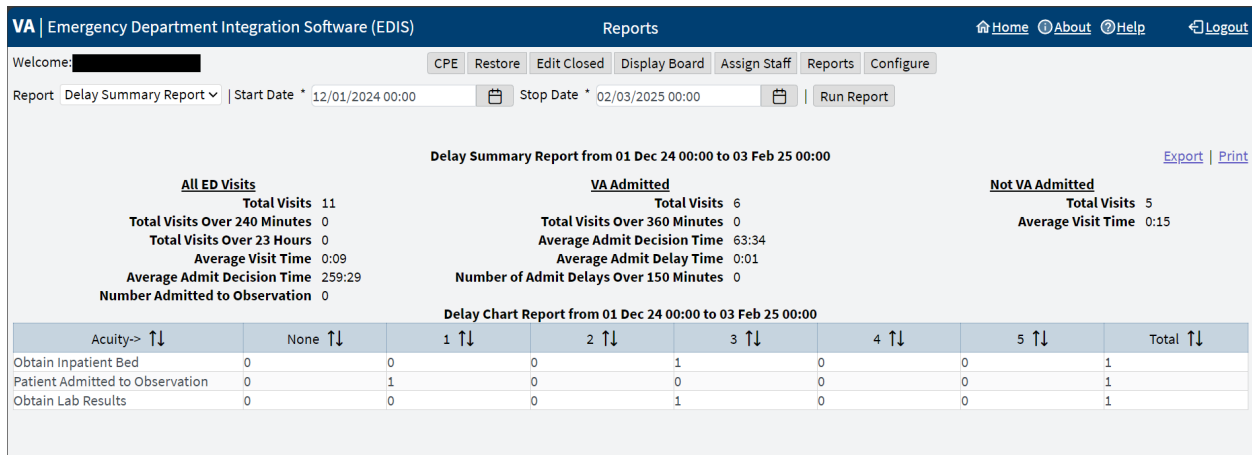 VA | Emergency Department Integration Software (EDIS) Reports Home About Help Logout
Welcome: CPE Restore Edit Closed Display Board Assign Staff Reports Configure
Report Delay Summary Report | Start Date * 12/01/2024 00:00 Stop Date * 02/03/2025 00:00 | Run Report
Delay Summary Report from 01 Dec 24 00:00 to 03 Feb 25 00:00 Export | Print
All ED Visits VA Admitted Not VA Admitted
Total Visits 11 Total Visits 6 Total Visits 5
Total Visits Over 240 Minutes 0 Total Visits Over 360 Minutes 0 Average Visit Time 0:15
Total Visits Over 23 Hours 0 Average Admit Decision Time 63:34
Average Visit Time 0:09 Average Admit Delay Time 0:01
Average Admit Decision Time 259:29 Number of Admit Delays Over 150 Minutes 0
Number Admitted to Observation 0
Delay Chart Report from 01 Dec 24 00:00 to 03 Feb 25 00:00
Acuity-> ↑↓ None ↑↓ 1 ↑↓ 2 ↑↓ 3 ↑↓ 4 ↑↓ 5 ↑↓ Total ↑↓
Obtain Inpatient Bed 0 0 0 1 0 0 1
Patient Admitted to Observation 0 1 0 0 0 0 1
Obtain Lab Results 0 0 0 1 0 0 1